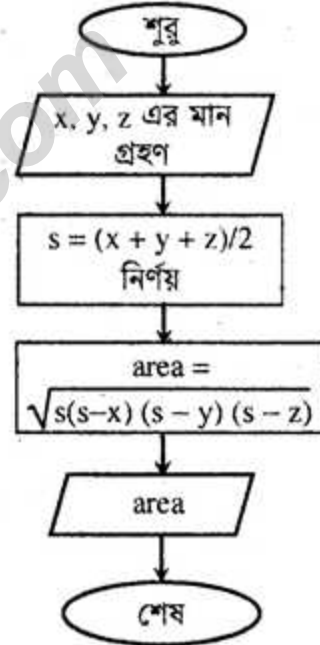 শুরু
x, y, z এর মান
গ্রহণ
s = (x + y + z)/2
নির্ণয়
area =
√s(s–x) (s – y) (s – z)
area
শেষ